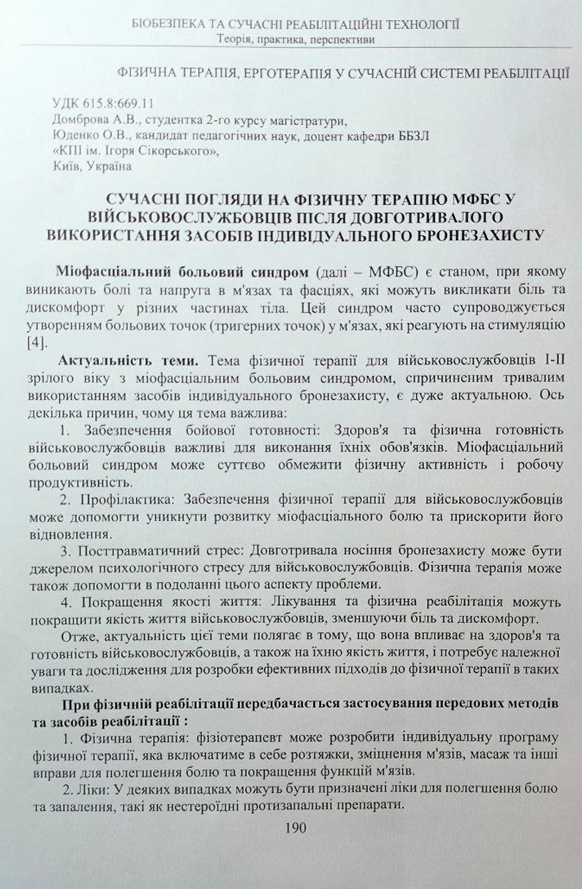 БІОБЕЗПЕКА ТА СУЧАСНІ РЕАБІЛІТАЦІЙНІ ТЕХНОЛОГІЇ
Теорія, практика, перспективи
ФІЗИЧНА ТЕРАПІЯ, ЕРГОТЕРАПІЯ У СУЧАСНІЙ СИСТЕМІ РЕАБІЛІТАЦІЇ
УДК 615.8:669.11
Домброва А.В., студентка 2-го курсу магістратури,
Юденко О.В., кандидат педагогічних наук, доцент кафедри ББЗЛ
«КПІ ім. Ігоря Сікорського»,
Київ, Україна
СУЧАСНІ ПОГЛЯДИ НА ФІЗИЧНУ ТЕРАПІЮ МФБС У
ВІЙСЬКОВОСЛУЖБОВЦІВ ПІСЛЯ ДОВГОТРИВАЛОГО
ВИКОРИСТАННЯ ЗАСОБІВ ІНДИВІДУАЛЬНОГО БРОНЕЗАХИСТУ
Міофасціальний больовий синдром (далі – МФБС) є станом, при якому
виникають болі та напруга в м'язах та фасціях, які можуть викликати біль та
дискомфорт у різних частинах тіла. Цей синдром часто супроводжується
утворенням больових точок (тригерних точок) у м'язах, які реагують на стимуляцію
[4].
Актуальність теми. Тема фізичної терапії для військовослужбовців I-II
зрілого віку з міофасціальним больовим синдромом, спричиненим тривалим
використанням засобів індивідуального бронезахисту, є дуже актуальною. Ось
декілька причин, чому ця тема важлива:
1. Забезпечення бойової готовності: Здоров'я та фізична готовність
військовослужбовців важливі для виконання їхніх обов'язків. Міофасціальний
больовий синдром може суттєво обмежити фізичну активність і робочу
продуктивність.
2. Профілактика: Забезпечення фізичної терапії для військовослужбовців
може допомогти уникнути розвитку міофасціального болю та прискорити його
відновлення.
3. Посттравматичний стрес: Довготривала носіння бронезахисту може бути
джерелом психологічного стресу для військовослужбовців. Фізична терапія може
також допомогти в подоланні цього аспекту проблеми.
4. Покращення якості життя: Лікування та фізична реабілітація можуть
покращити якість життя військовослужбовців, зменшуючи біль та дискомфорт.
Отже, актуальність цієї теми полягає в тому, що вона впливає на здоров'я та
готовність військовослужбовців, а також на їхню якість життя, і потребує належної
уваги та дослідження для розробки ефективних підходів до фізичної терапії в таких
випадках.
При фізичній реабілітації передбачається застосування передових методів
та засобів реабілітації :
1. Фізична терапія: фізіотерапевт може розробити індивідуальну програму
фізичної терапії, яка включатиме в себе розтяжки, зміцнення м'язів, масаж та інші
вправи для полегшення болю та покращення функцій м'язів.
2. Ліки: У деяких випадках можуть бути призначені ліки для полегшення болю
та запалення, такі як нестероїдні протизапальні препарати.
190